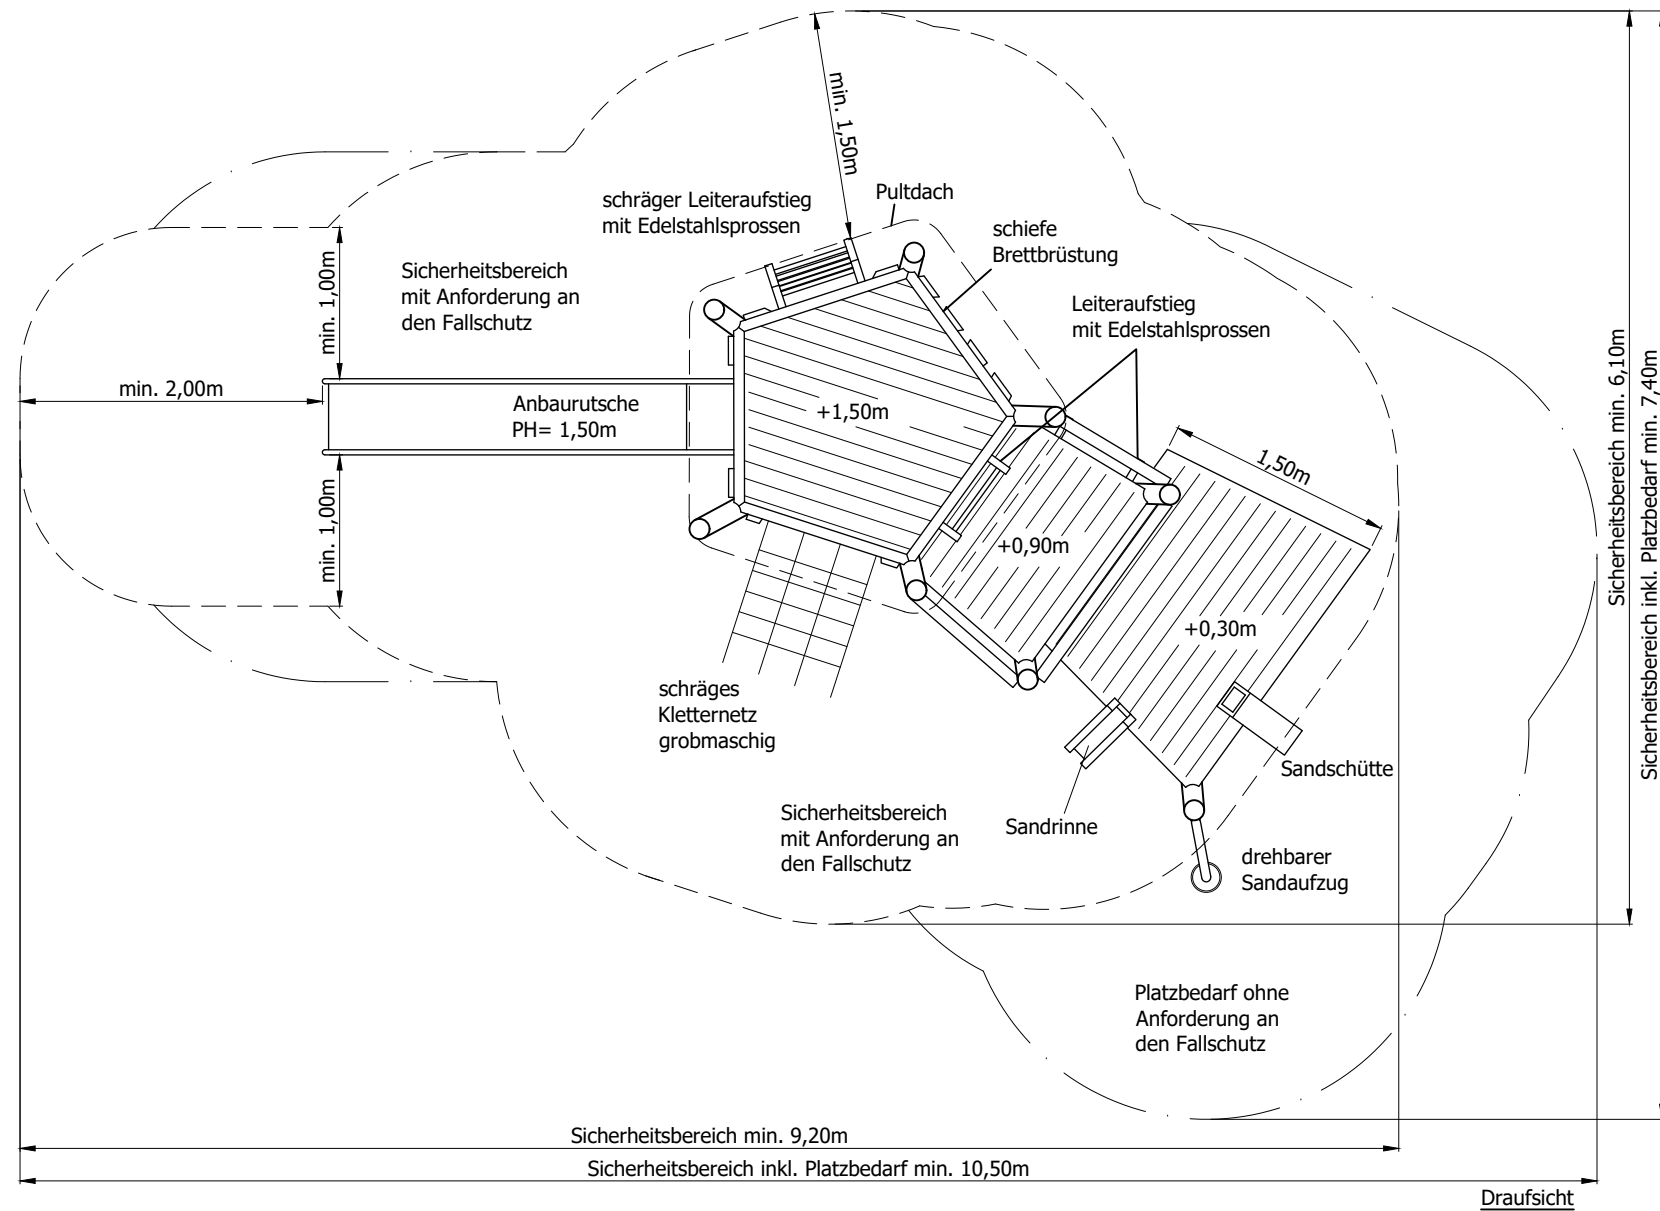 min. 1,50m
schräger Leiteraufstieg
mit Edelstahlsprossen
Pultdach
schiefe
Brettbrüstung
Sicherheitsbereich
mit Anforderung an
den Fallschutz
min. 1,00m
Leiteraufstieg
mit Edelstahlsprossen
min. 2,00m
Anbaurutsche
PH= 1,50m
+1,50m
1,50m
min. 1,00m
+0,90m
+0,30m
schräges
Kletternetz
grobmaschig
Sandschütte
Sicherheitsbereich
mit Anforderung an
den Fallschutz
Sandrinne
drehbarer
Sandaufzug
Platzbedarf ohne
Anforderung an
den Fallschutz
Sicherheitsbereich min. 6,10m
Sicherheitsbereich inkl. Platzbedarf min. 7,40m
Sicherheitsbereich min. 9,20m
Sicherheitsbereich inkl. Platzbedarf min. 10,50m
Draufsicht